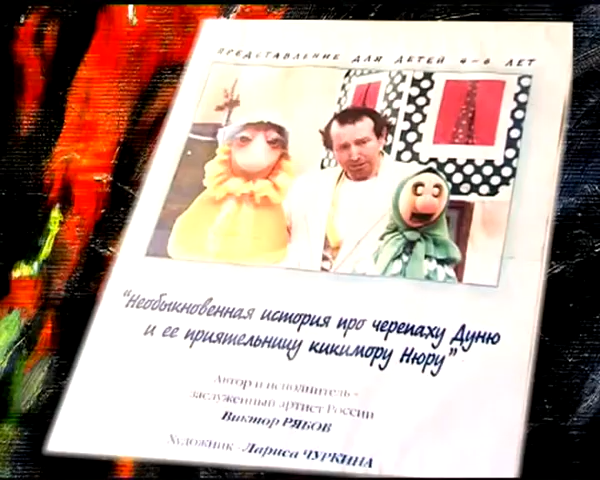 ПРЕДСТАВЛЕНИЕ ДЛЯ ДЕТЕЙ 4-6 ЛЕТ
"Необыкновенная история про черепаху Дуню
и ее приятельницу кикимору Нюру"
Автор и исполнитель -
заслуженный артист России
Виктор РЯБОВ
Художник - Лариса ЧУРКИНА